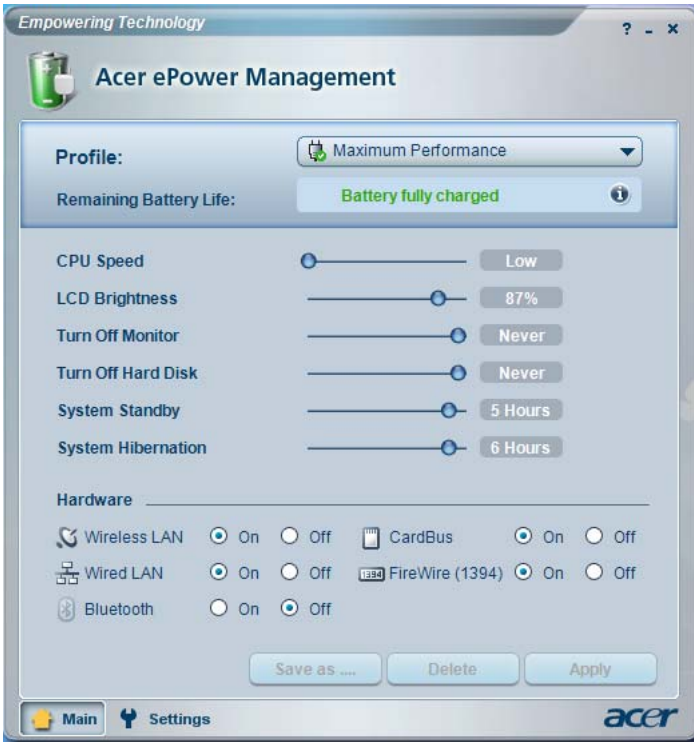 Empowering Technology
? - ×
Acer ePower Management
Profile: Maximum Performance
Remaining Battery Life: Battery fully charged
CPU Speed Low
LCD Brightness 87%
Turn Off Monitor Never
Turn Off Hard Disk Never
System Standby 5 Hours
System Hibernation 6 Hours
Hardware
Wireless LAN On Off CardBus On Off
Wired LAN On Off 1394 FireWire (1394) On Off
Bluetooth On Off
Save as .... Delete Apply
Main Settings acer